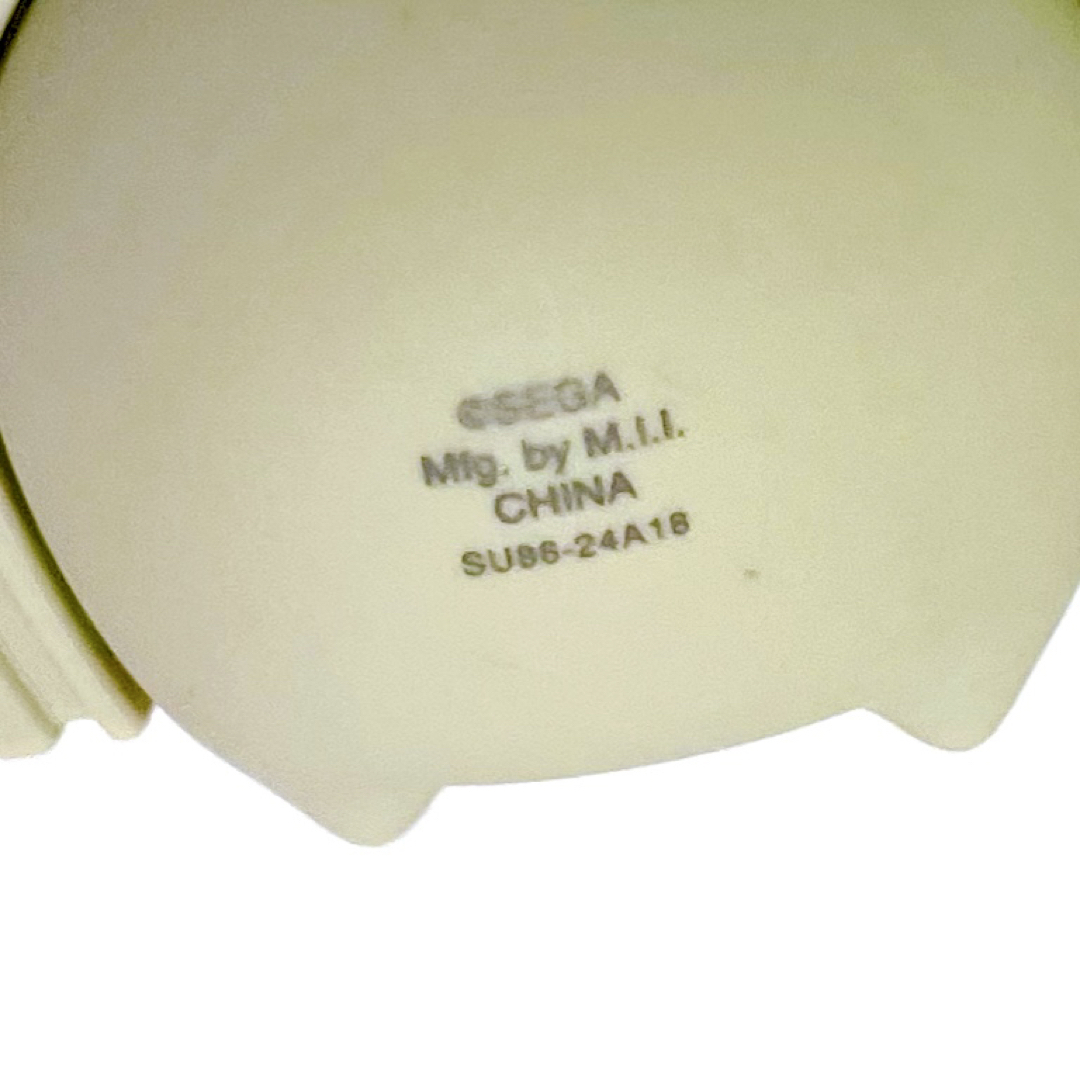 ©SEGA
Mfg. by M.I.I.
CHINA
SU86-24A18